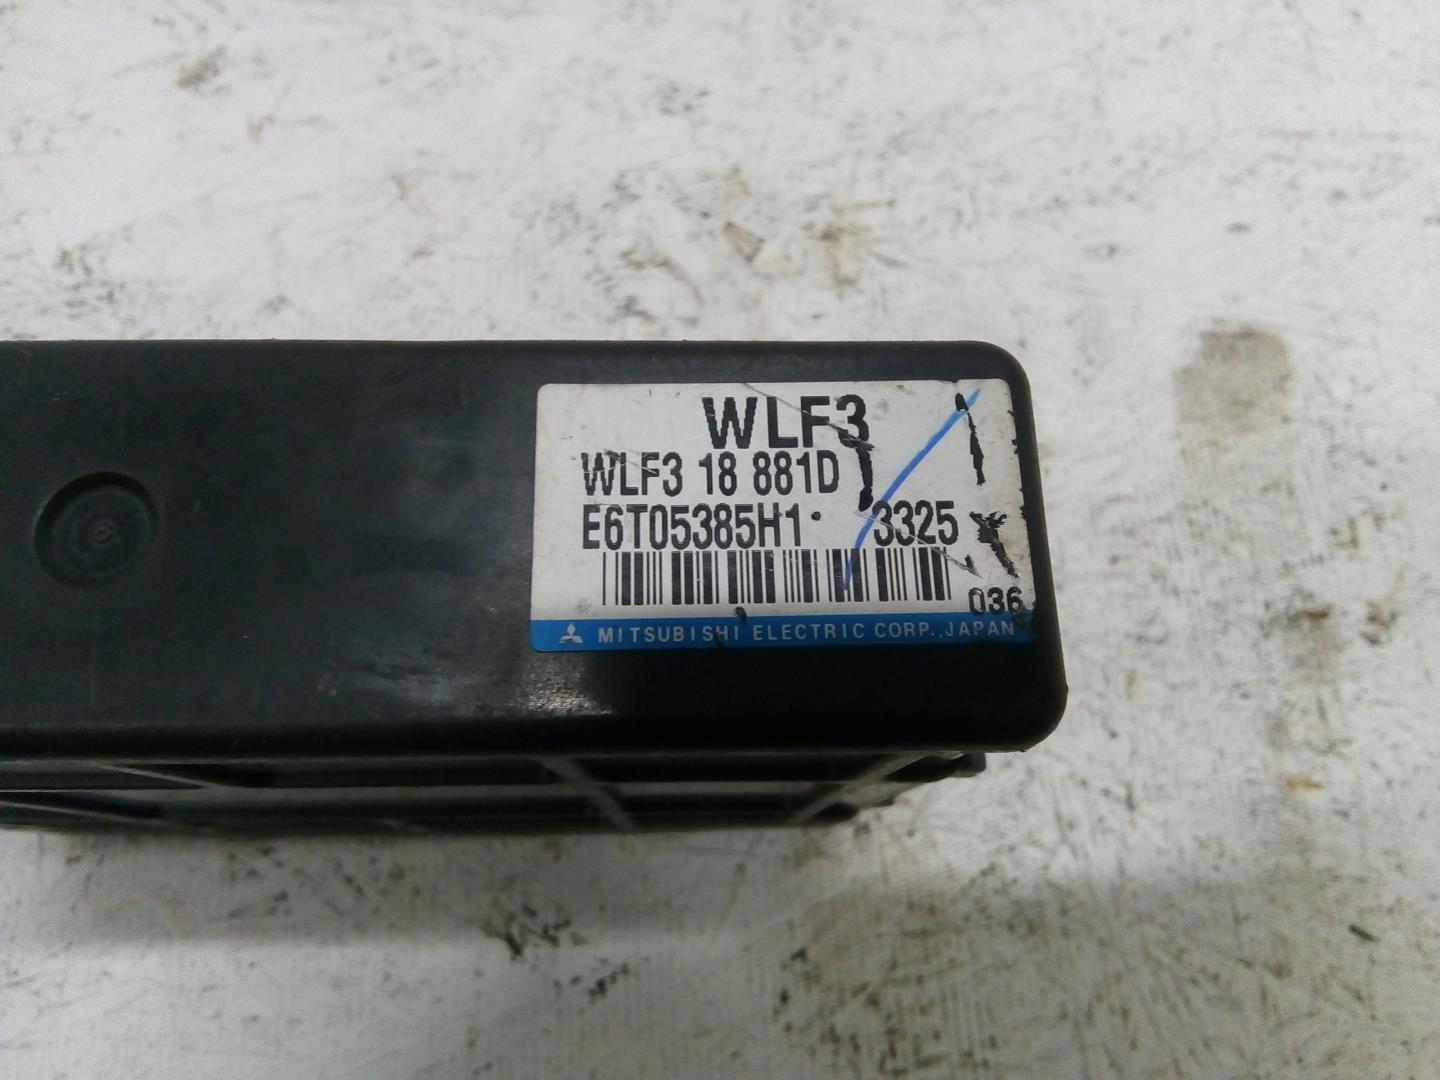 WLF3
WLF3 18 881D
E6T05385H1 3325
036
MITSUBISHI ELECTRIC CORP., JAPAN